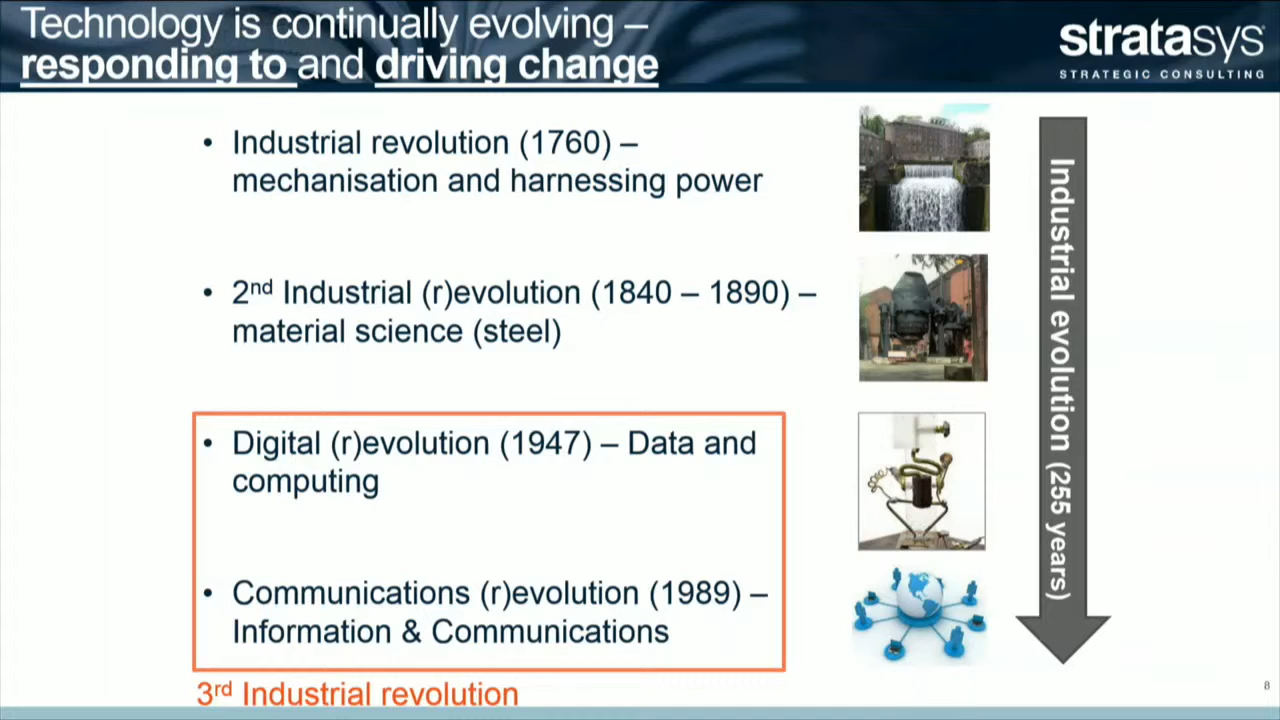 Technology is continually evolving –
responding to and driving change
stratasys
STRATEGIC CONSULTING
• Industrial revolution (1760) –
mechanisation and harnessing power
• 2nd Industrial (r)evolution (1840 – 1890) –
material science (steel)
• Digital (r)evolution (1947) – Data and
computing
• Communications (r)evolution (1989) –
Information & Communications
3rd Industrial revolution
Industrial evolution (255 years)
8